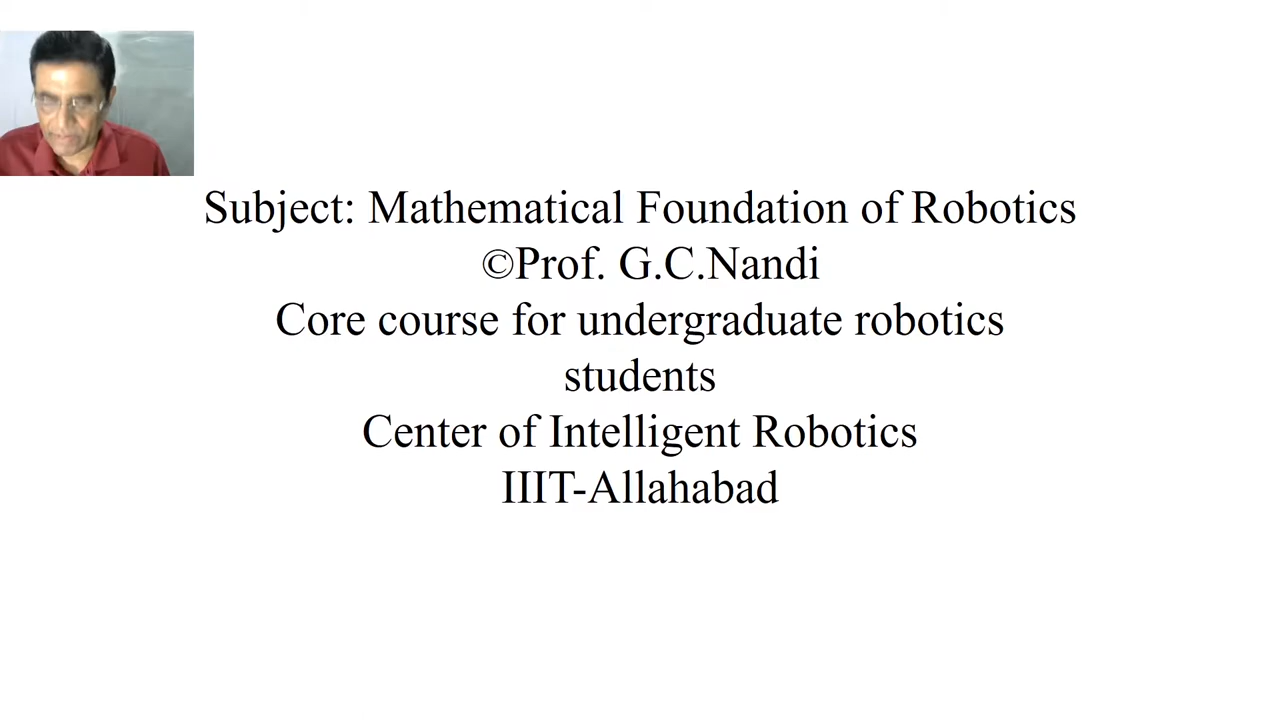 Subject: Mathematical Foundation of Robotics
©Prof. G.C.Nandi
Core course for undergraduate robotics
students
Center of Intelligent Robotics
IIIT-Allahabad